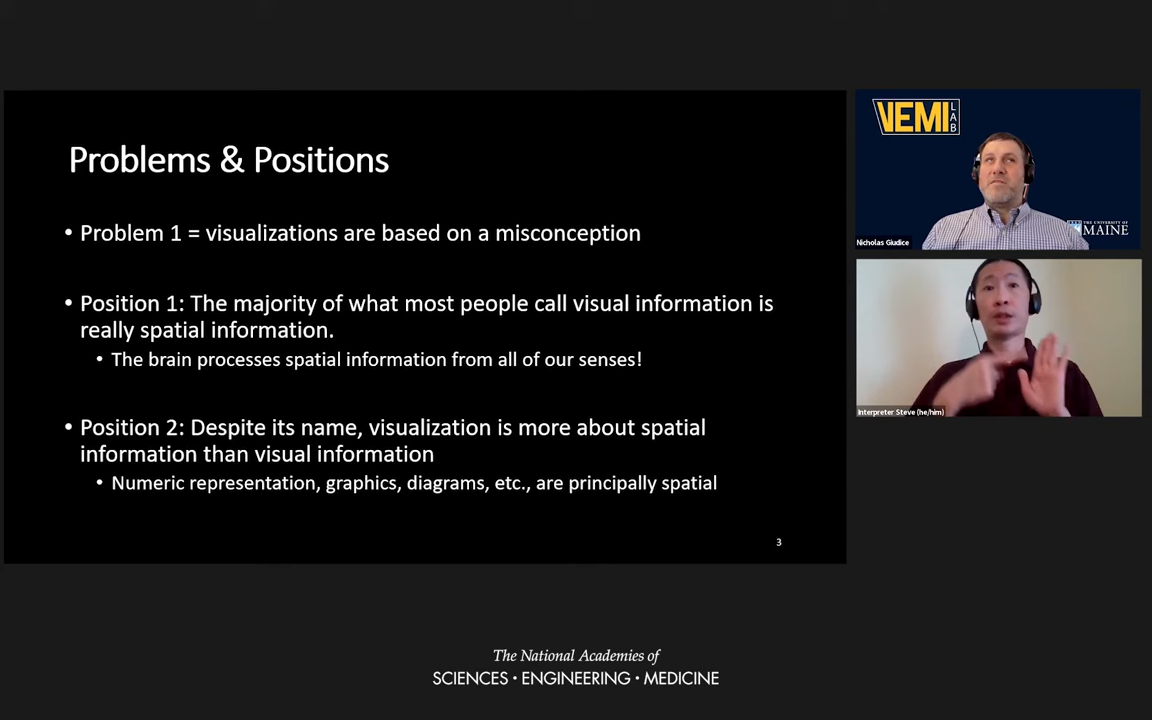 Problems & Positions
• Problem 1 = visualizations are based on a misconception
• Position 1: The majority of what most people call visual information is
really spatial information.
• The brain processes spatial information from all of our senses!
• Position 2: Despite its name, visualization is more about spatial
information than visual information
• Numeric representation, graphics, diagrams, etc., are principally spatial
3
VEMI LAB
THE UNIVERSITY OF
MAINE
Nicholas Giudice
Interpreter Steve (he/him)
The National Academies of
SCIENCES · ENGINEERING · MEDICINE